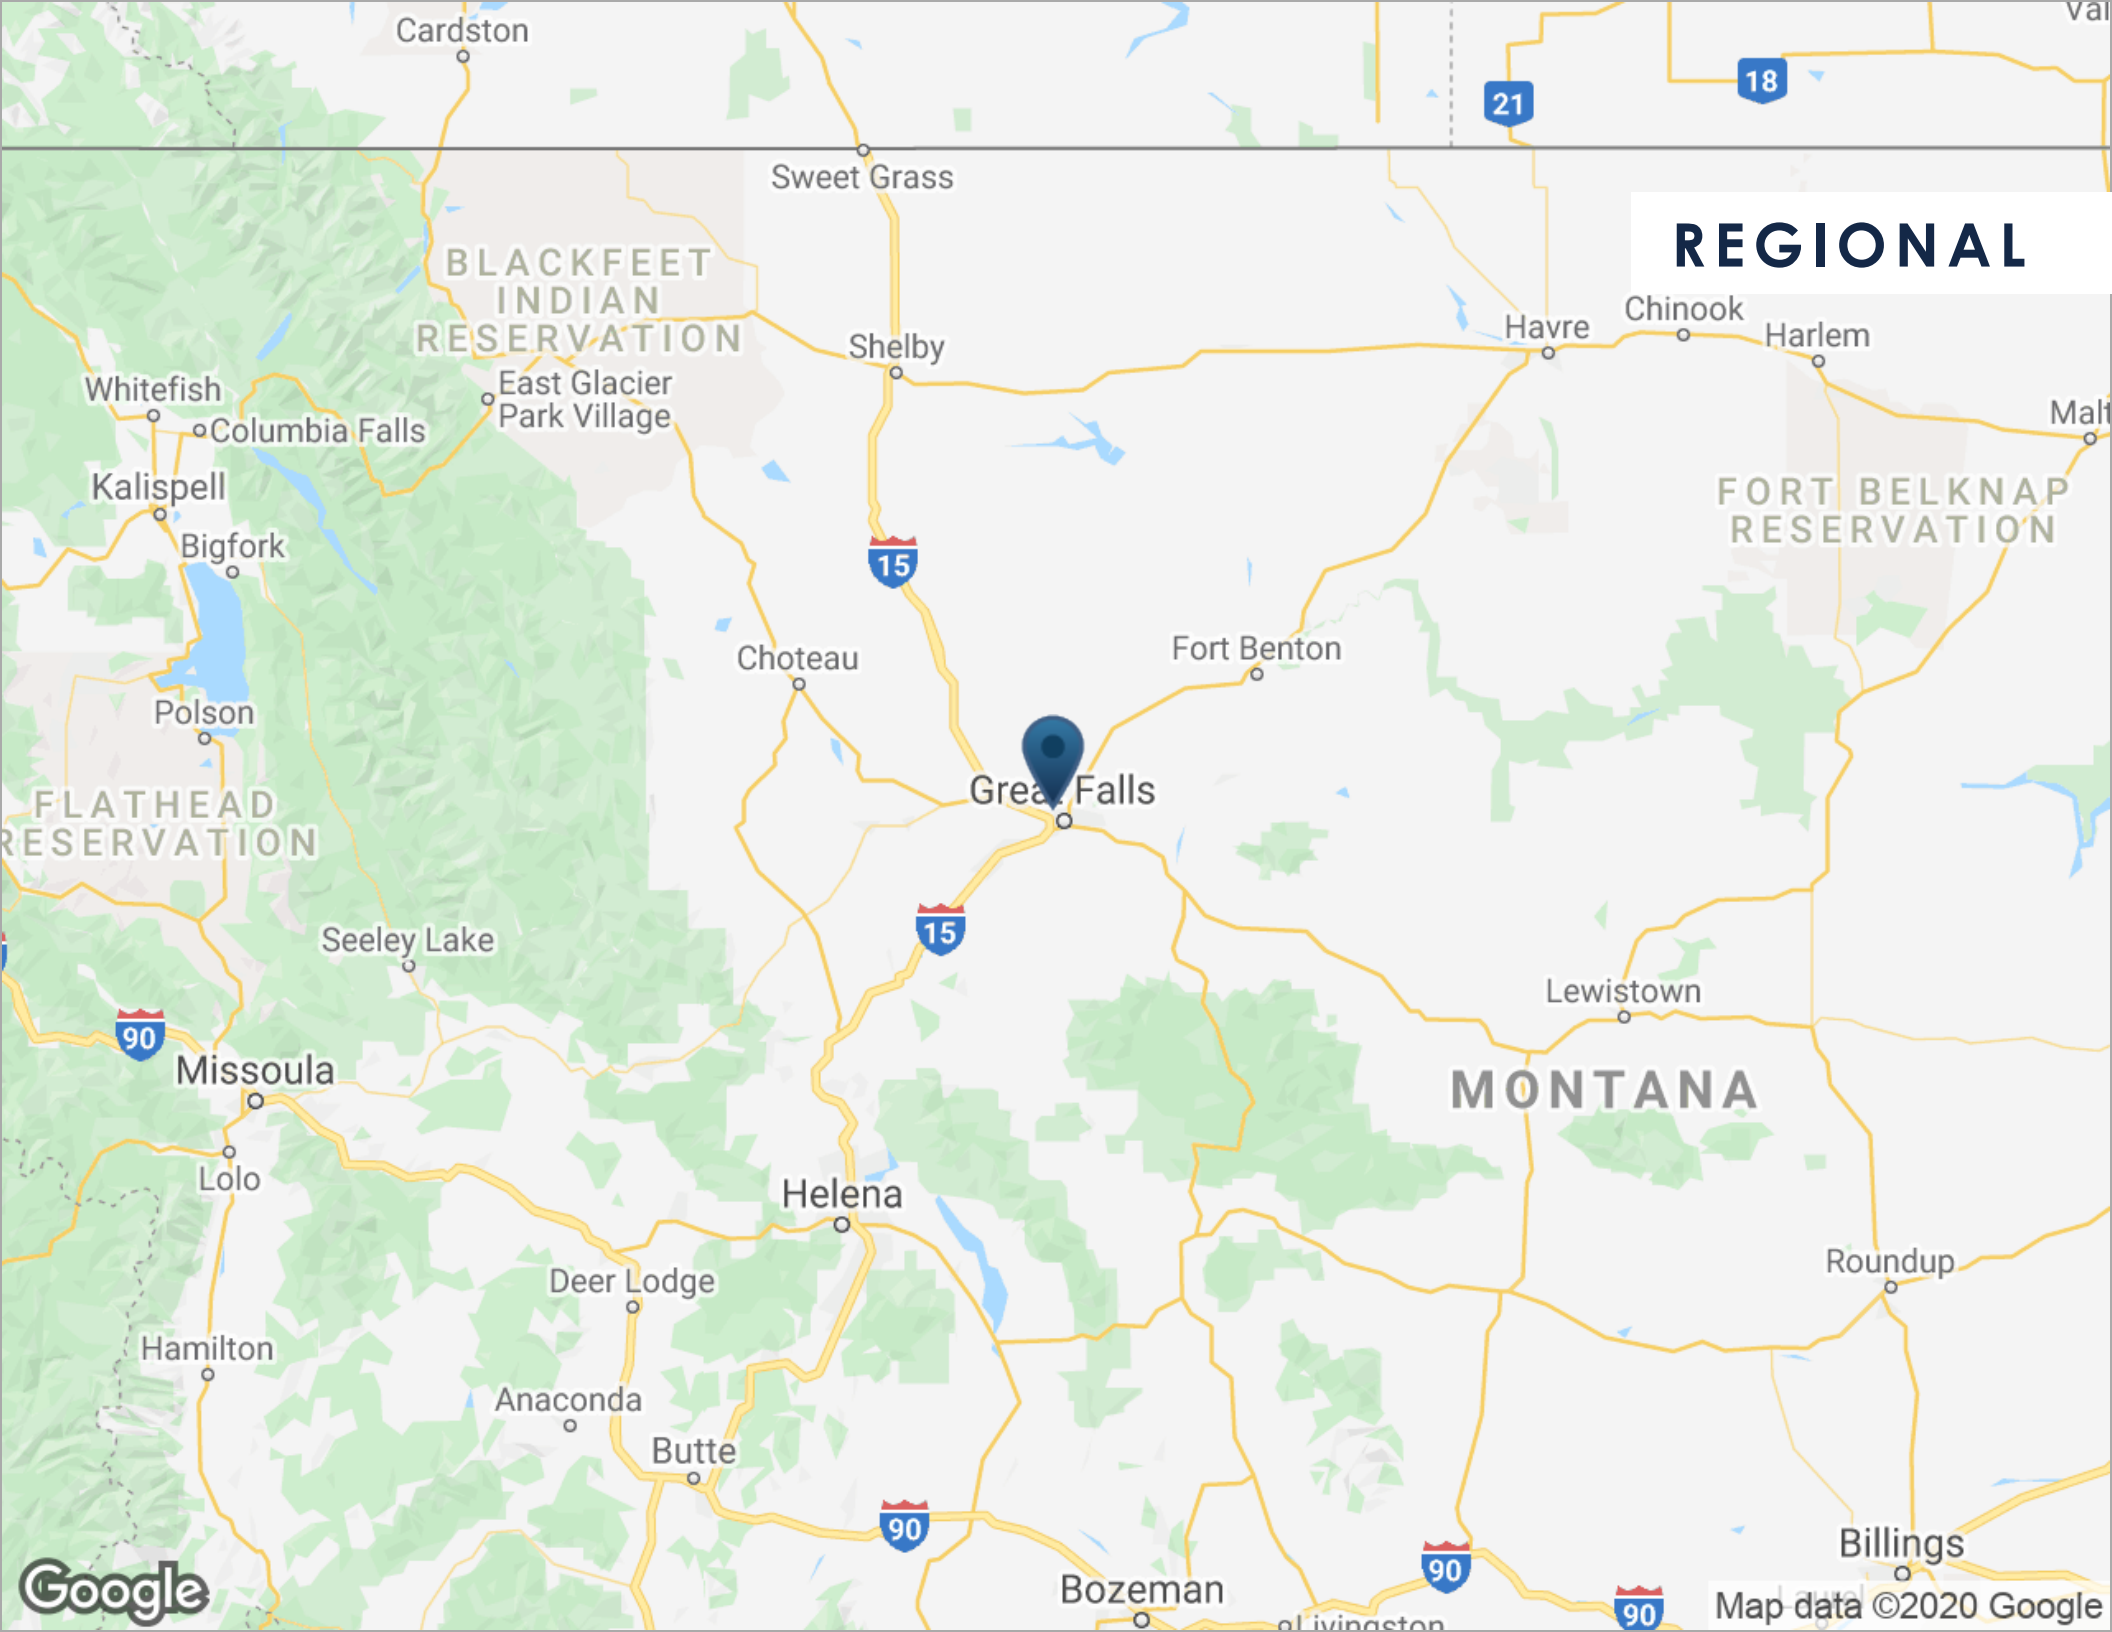 Cardston
21
18
Sweet Grass
REGIONAL
BLACKFEET
INDIAN
RESERVATION
Shelby
Havre
Chinook
Harlem
Whitefish
East Glacier
Park Village
Columbia Falls
Malt
Kalispell
FORT BELKNAP
RESERVATION
Bigfork
15
Choteau
Fort Benton
Polson
Great Falls
FLATHEAD
RESERVATION
Seeley Lake
15
Lewistown
90
Missoula
MONTANA
Lolo
Helena
Roundup
Deer Lodge
Hamilton
Anaconda
Butte
90
Billings
90
Bozeman
90
Laurel
Livingston
Google
Map data ©2020 Google